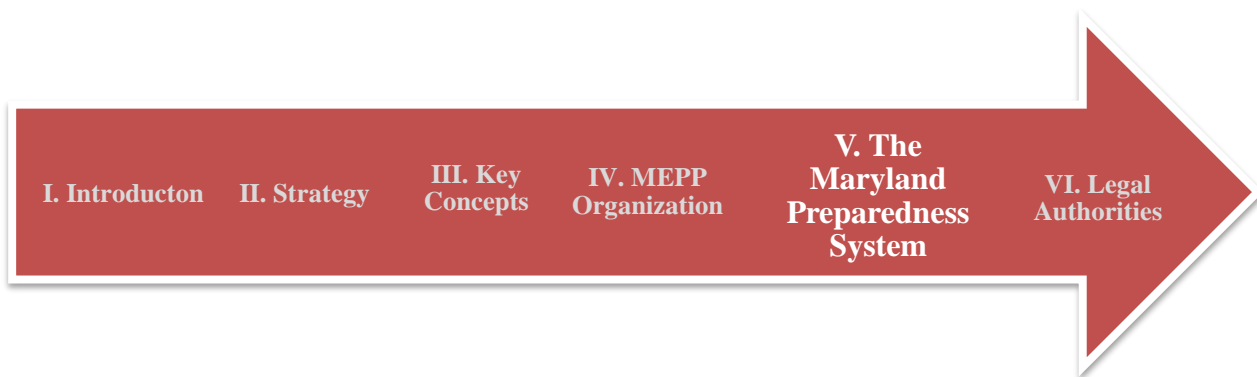 I. Introducton
II. Strategy
III. Key
Concepts
IV. MEPP
Organization
V. The
Maryland
Preparedness
System
VI. Legal
Authorities